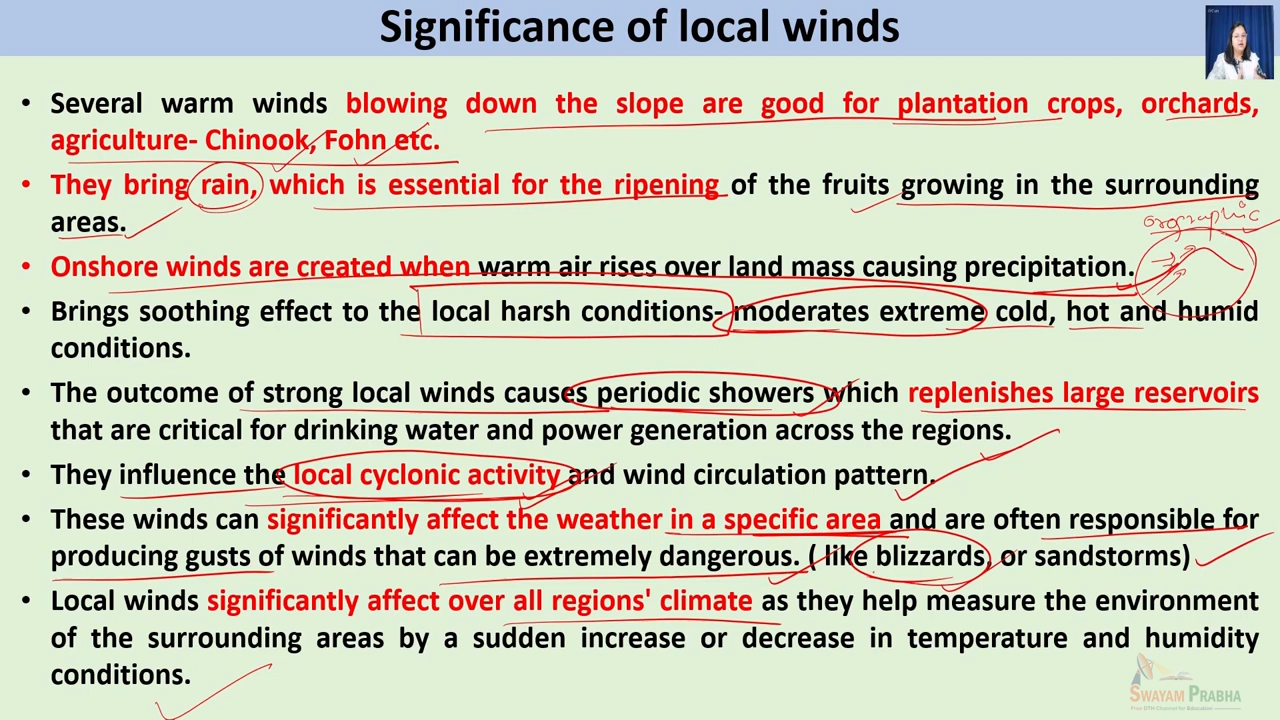 Significance of local winds
• Several warm winds blowing down the slope are good for plantation crops, orchards,
agriculture- Chinook, Fohn etc.
• They bring rain, which is essential for the ripening of the fruits growing in the surrounding
areas.
orographic
• Onshore winds are created when warm air rises over land mass causing precipitation.
• Brings soothing effect to the local harsh conditions- moderates extreme cold, hot and humid
conditions.
• The outcome of strong local winds causes periodic showers which replenishes large reservoirs
that are critical for drinking water and power generation across the regions.
• They influence the local cyclonic activity and wind circulation pattern.
• These winds can significantly affect the weather in a specific area and are often responsible for
producing gusts of winds that can be extremely dangerous. ( like blizzards, or sandstorms)
• Local winds significantly affect over all regions' climate as they help measure the environment
of the surrounding areas by a sudden increase or decrease in temperature and humidity
conditions.
SWAYAM PRABHA
Free DTH Channel for Education